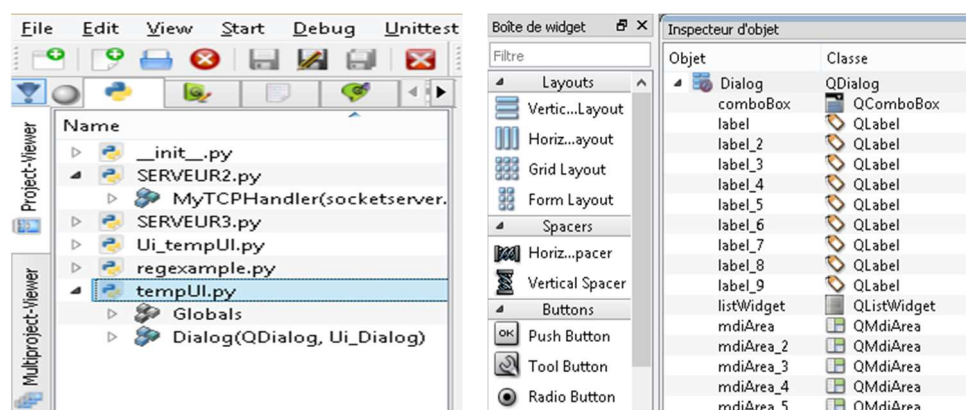 File Edit View Start Debug Unittest
Project-Viewer
Multiproject-Viewer
Name
__init__.py
SERVEUR2.py
MyTCPHandler(socketserver.
SERVEUR3.py
Ui_tempUI.py
regexample.py
tempUI.py
Globals
Dialog(QDialog, Ui_Dialog)
Boîte de widget
Filtre
Layouts
Vertic...Layout
Horiz...ayout
Grid Layout
Form Layout
Spacers
Horiz...pacer
Vertical Spacer
Buttons
OK Push Button
Tool Button
Radio Button
Inspecteur d'objet
Objet Classe
Dialog QDialog
comboBox QComboBox
label QLabel
label_2 QLabel
label_3 QLabel
label_4 QLabel
label_5 QLabel
label_6 QLabel
label_7 QLabel
label_8 QLabel
label_9 QLabel
listWidget QListWidget
mdiArea QMdiArea
mdiArea_2 QMdiArea
mdiArea_3 QMdiArea
mdiArea_4 QMdiArea
mdiArea_5 QMdiArea